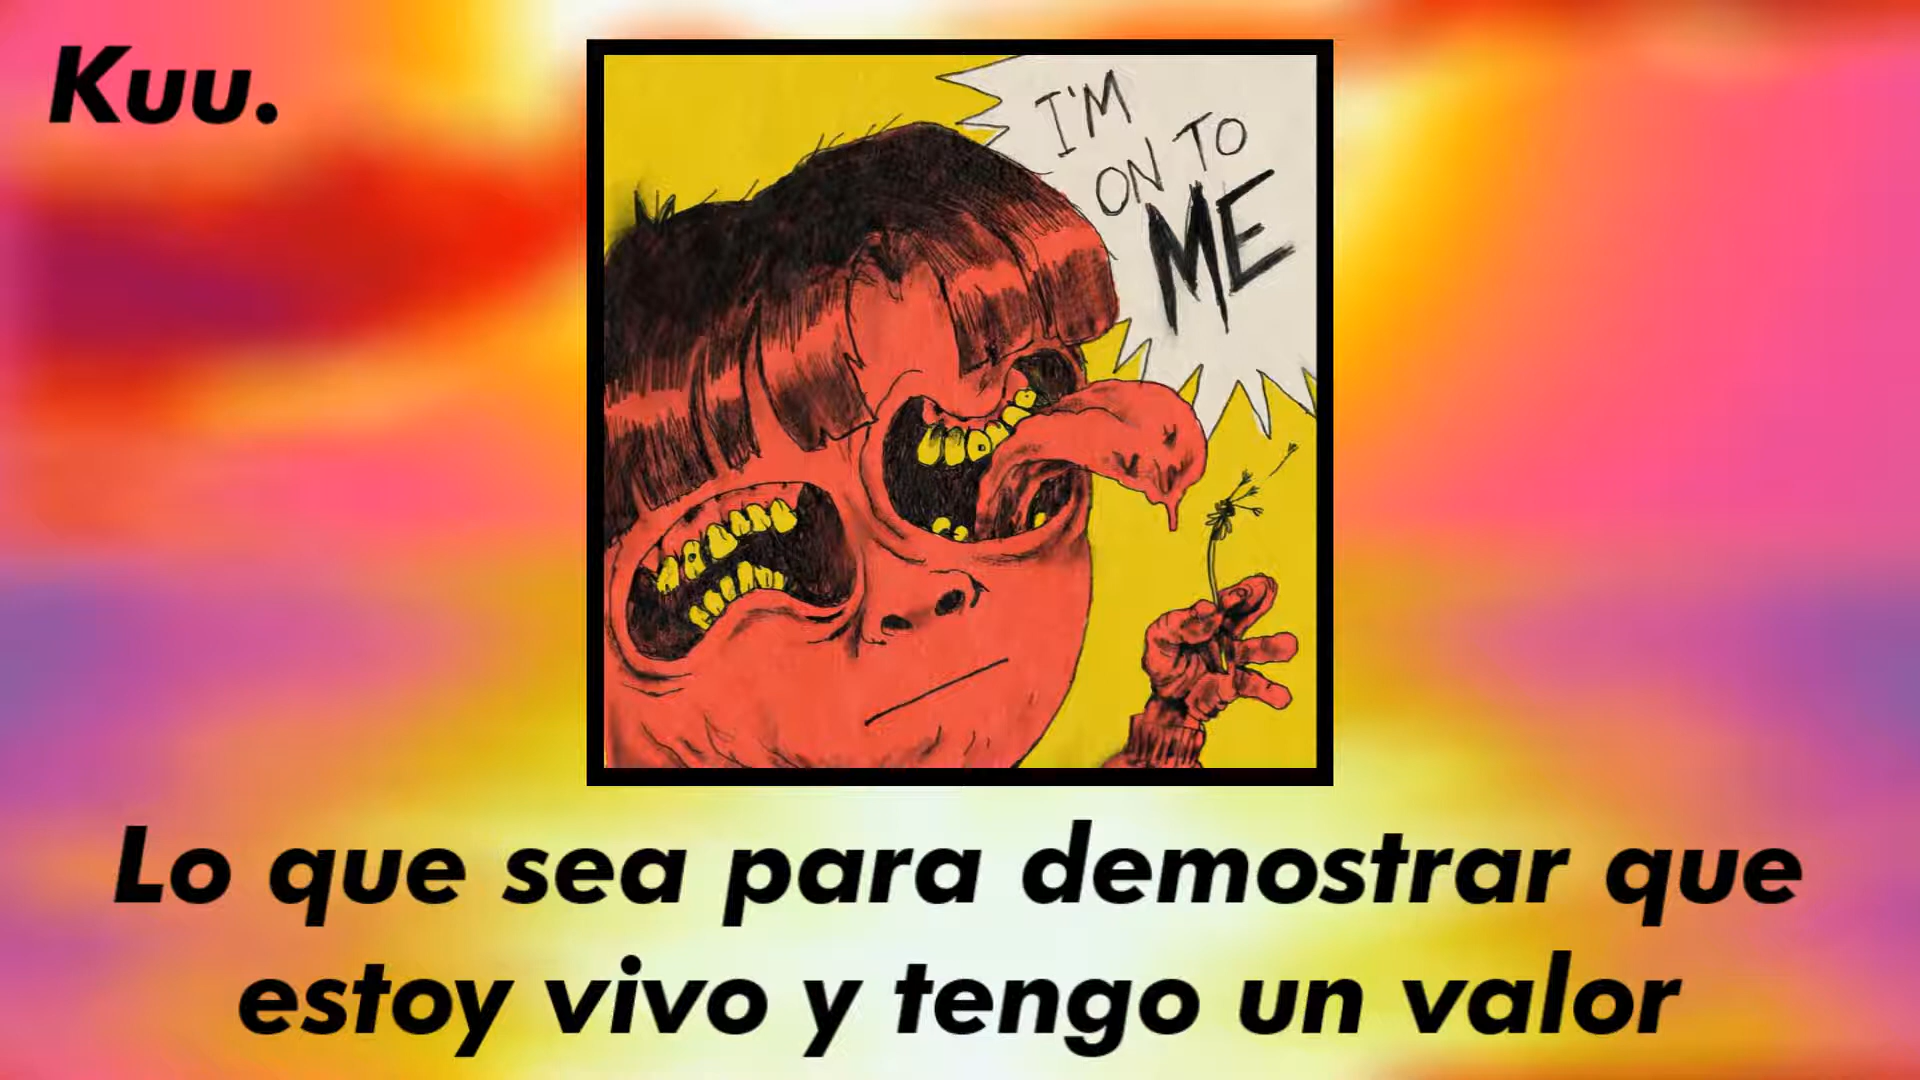 Kuu.
I'M
ON TO
ME
Lo que sea para demostrar que
estoy vivo y tengo un valor